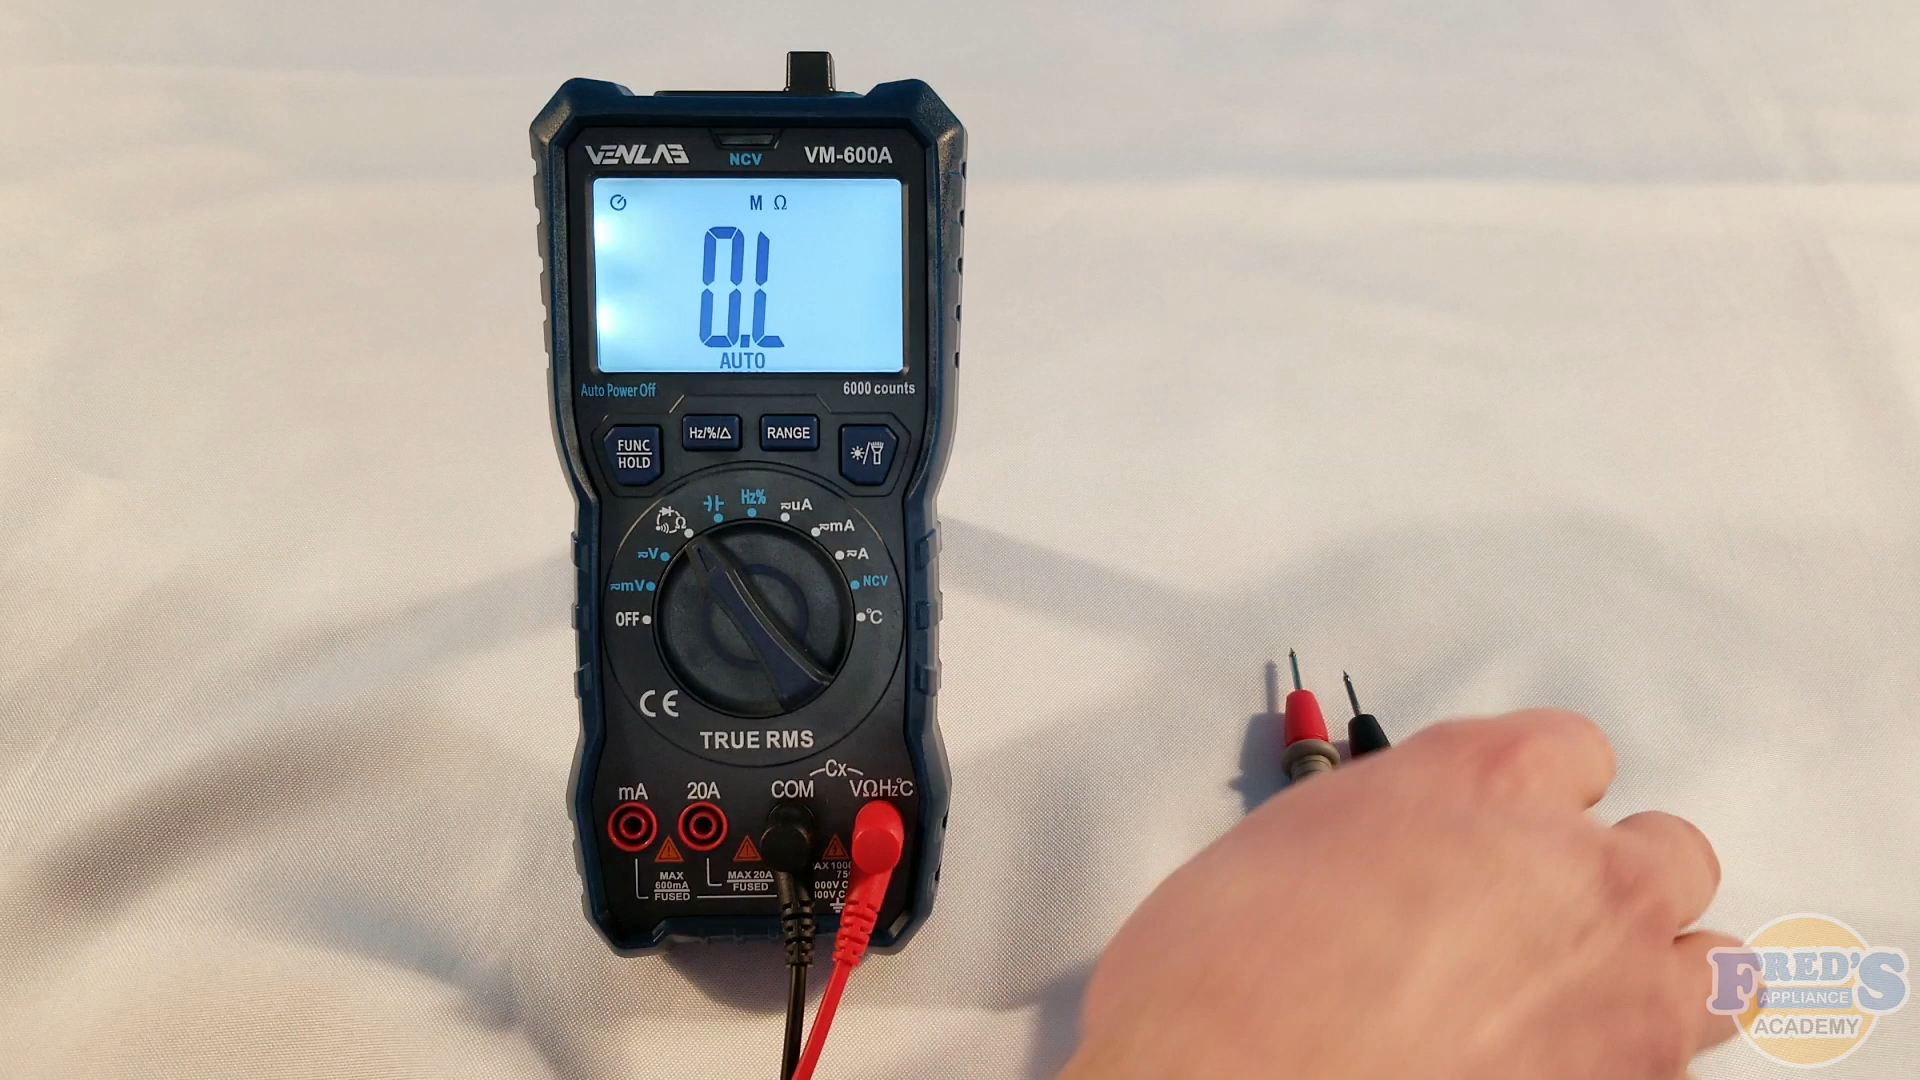 VENLAB
NCV
VM-600A
M Ω
0.L
AUTO
Auto Power Off
6000 counts
FUNC
HOLD
Hz/%/Δ
RANGE
Hz%
uA
mA
A
NCV
°C
Ω
V
mV
OFF
CE
TRUE RMS
mA
20A
COM
Cx
VΩHz°C
MAX
600mA
FUSED
MAX 20A
FUSED
FRED'S
APPLIANCE
ACADEMY